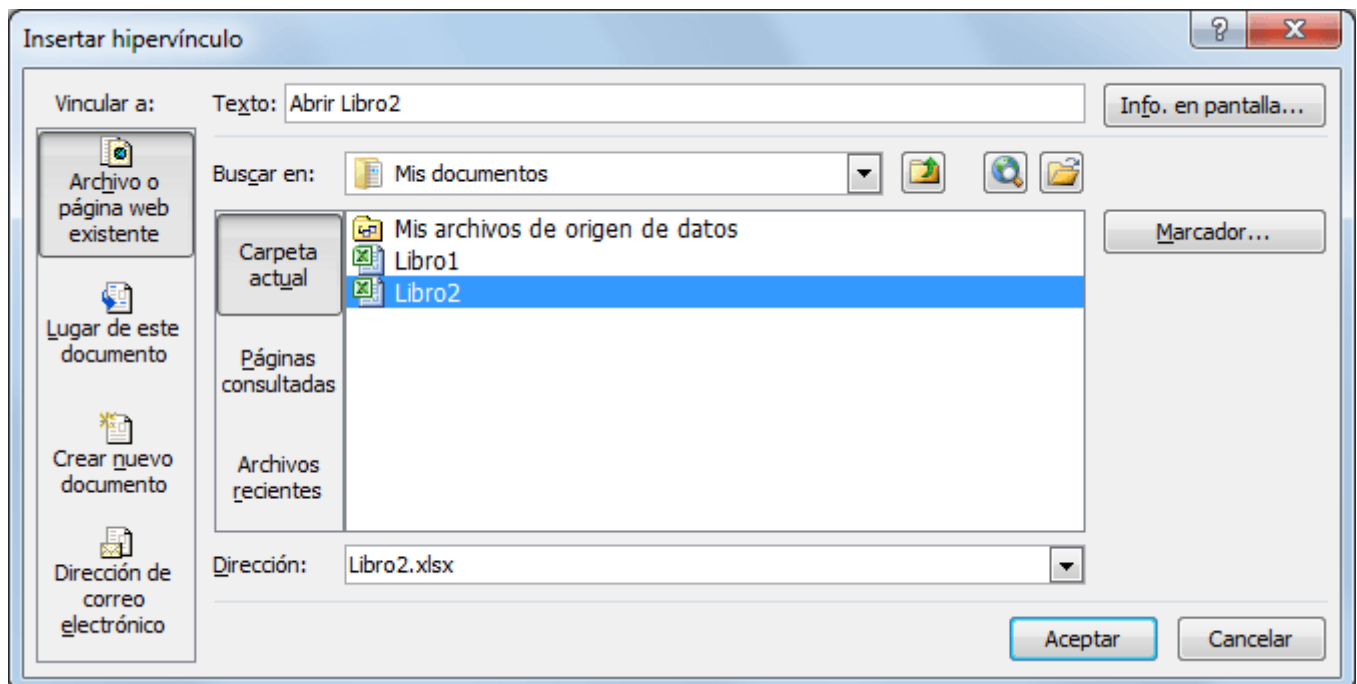 Insertar hipervínculo
Vincular a:
Texto: Abrir Libro2
Info. en pantalla...
Archivo o
página web
existente
Lugar de este
documento
Crear nuevo
documento
Dirección de
correo
electrónico
Buscar en: Mis documentos
Carpeta
actual
Páginas
consultadas
Archivos
recientes
Mis archivos de origen de datos
Libro1
Libro2
Marcador...
Dirección: Libro2.xlsx
Aceptar Cancelar